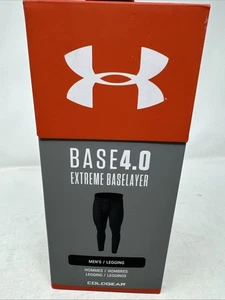 BASE4.0
EXTREME BASELAYER
MEN'S / LEGGING
HOMMES / HOMBRES
LEGGING / LEGGINGS
COLDGEAR